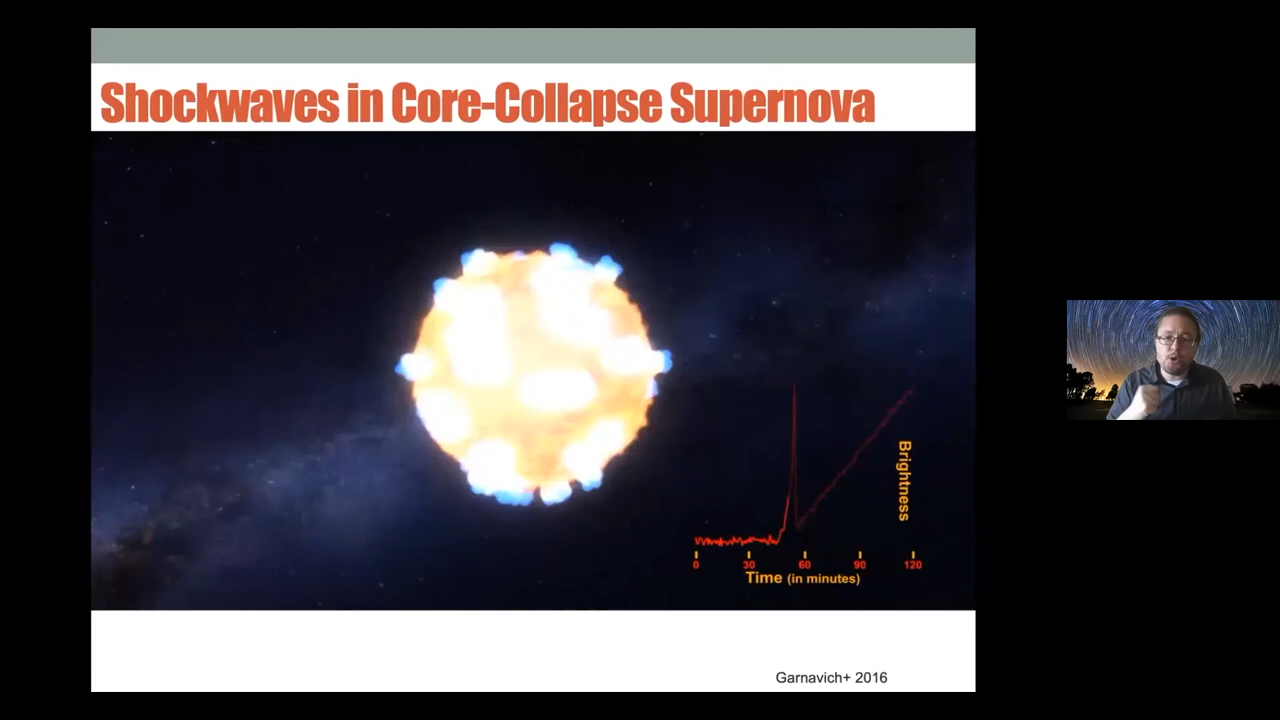 Shockwaves in Core-Collapse Supernova
Brightness
0 30 60 90 120
Time (in minutes)
Garnavich+ 2016